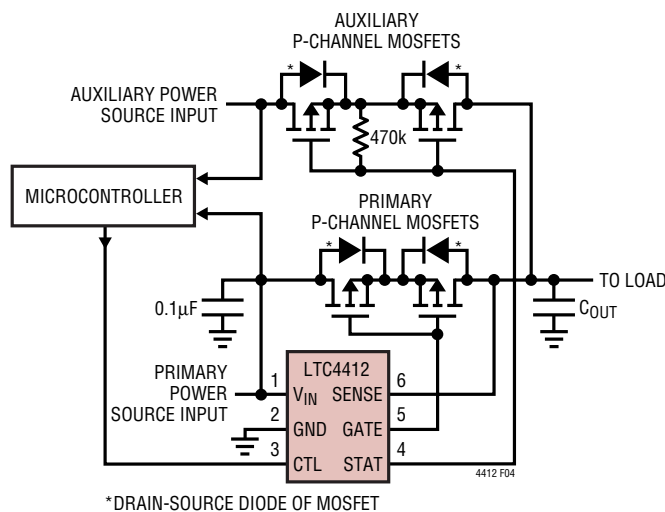 AUXILIARY
P-CHANNEL MOSFETS
*
*
AUXILIARY POWER
SOURCE INPUT
470k
MICROCONTROLLER
PRIMARY
P-CHANNEL MOSFETS
*
*
TO LOAD
0.1µF
COUT
PRIMARY
POWER
SOURCE INPUT
LTC4412
1
VIN
SENSE
6
2
GND
GATE
5
3
CTL
STAT
4
4412 F04
*DRAIN-SOURCE DIODE OF MOSFET